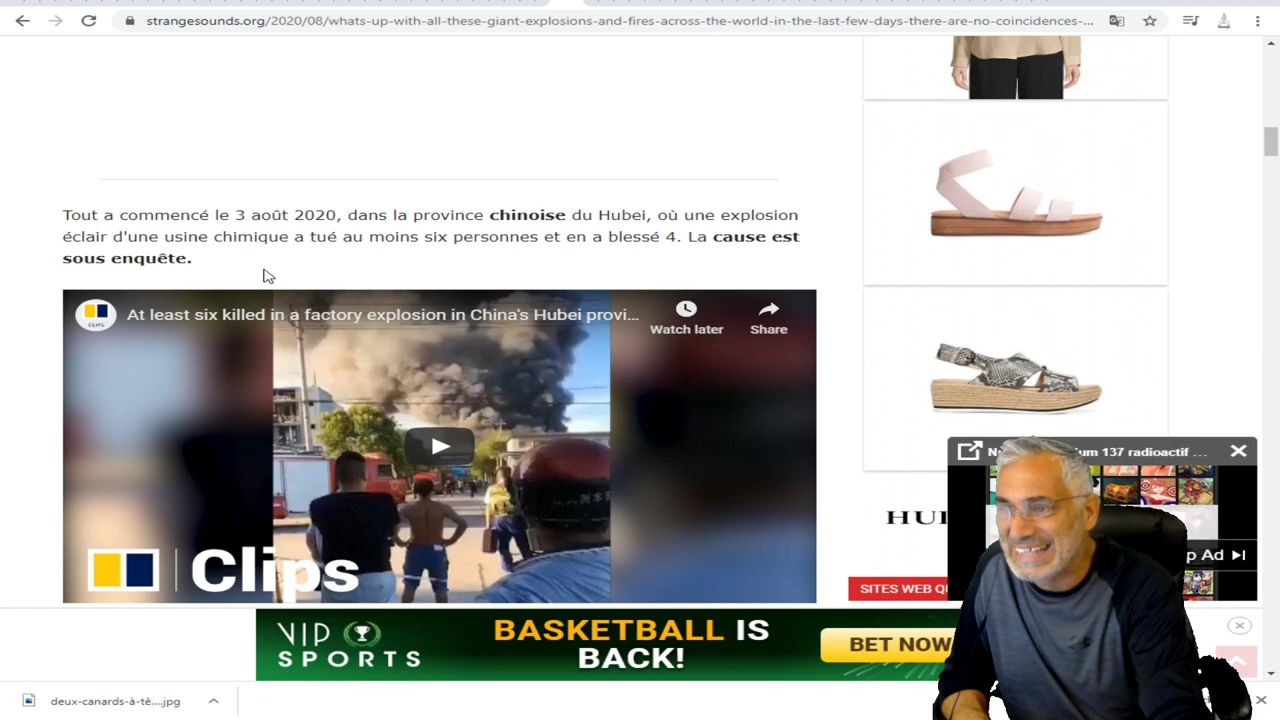 strangesounds.org/2020/08/whats-up-with-all-these-giant-explosions-and-fires-across-the-world-in-the-last-few-days-there-are-no-coincidences-...
Tout a commencé le 3 août 2020, dans la province chinoise du Hubei, où une explosion
éclair d'une usine chimique a tué au moins six personnes et en a blessé 4. La cause est
sous enquête.
CLIPS
At least six killed in a factory explosion in China's Hubei provi...
Watch later
Share
Clips
137 radioactif ...
p Ad
HU
SITES WEB Q
VIP
SPORTS
BASKETBALL IS
BACK!
BET NOW
deux-canards-à-tê....jpg